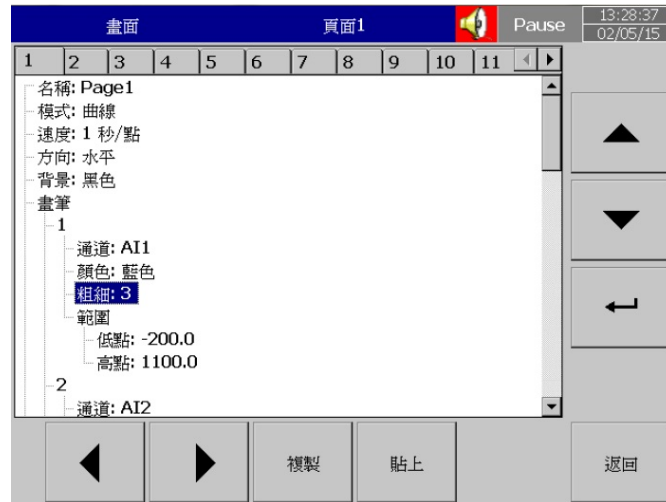 畫面 頁面1 Pause 13:28:37
02/05/15
1 2 3 4 5 6 7 8 9 10 11
名稱: Page1
模式: 曲線
速度: 1 秒/點
方向: 水平
背景: 黑色
畫筆
1
通道: AI1
顏色: 藍色
粗細: 3
範圍
低點: -200.0
高點: 1100.0
2
通道: AI2
複製 貼上 返回